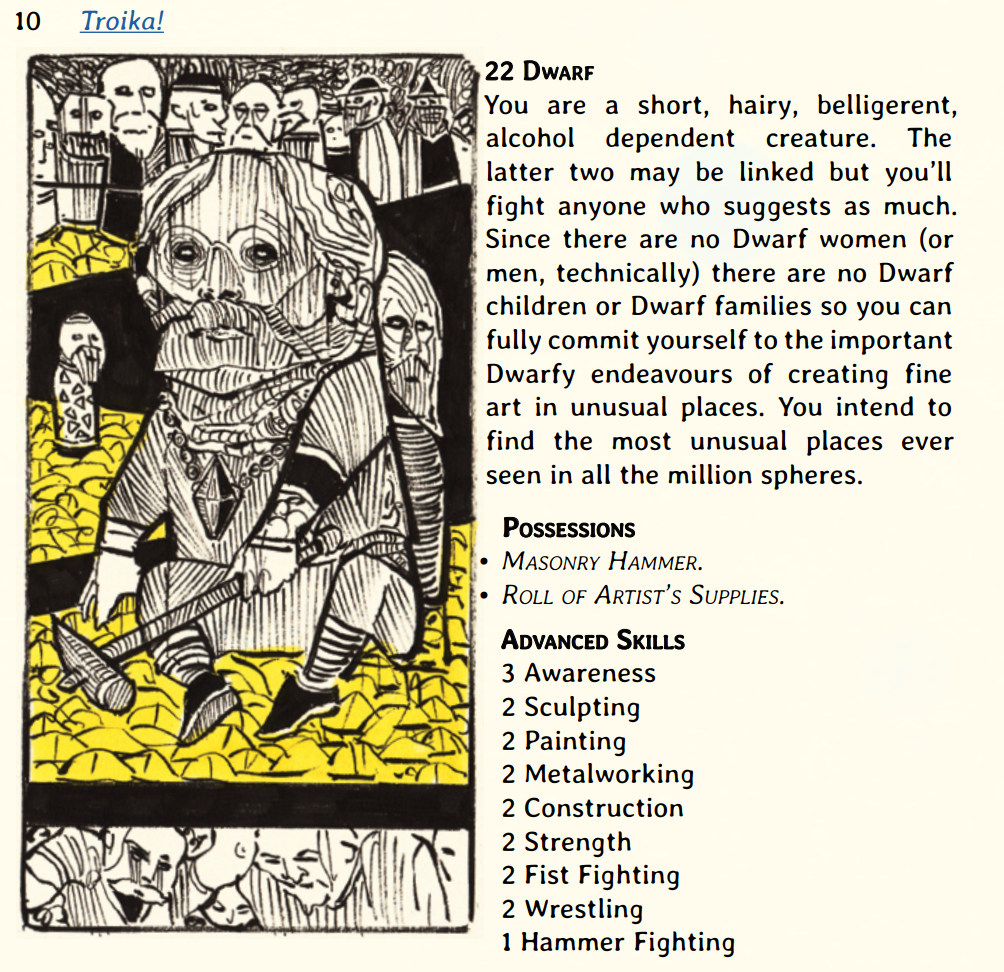 10 Troika!
22 Dwarf
You are a short, hairy, belligerent,
alcohol dependent creature. The
latter two may be linked but you'll
fight anyone who suggests as much.
Since there are no Dwarf women (or
men, technically) there are no Dwarf
children or Dwarf families so you can
fully commit yourself to the important
Dwarfy endeavours of creating fine
art in unusual places. You intend to
find the most unusual places ever
seen in all the million spheres.
Possessions
• Masonry Hammer.
• Roll of Artist's Supplies.
Advanced Skills
3 Awareness
2 Sculpting
2 Painting
2 Metalworking
2 Construction
2 Strength
2 Fist Fighting
2 Wrestling
1 Hammer Fighting